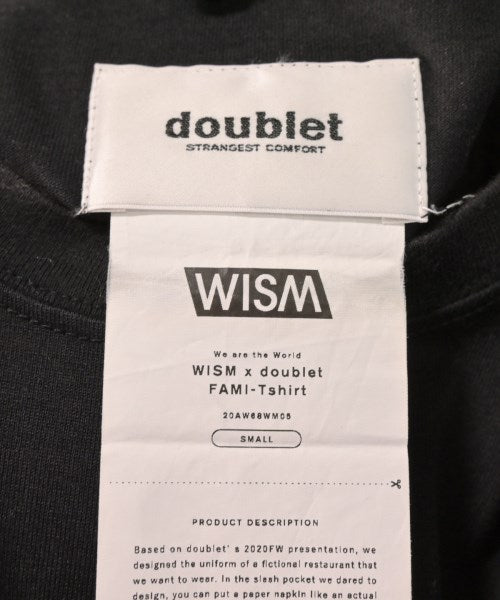 doublet
STRANGEST COMFORT
WISM
We are the World
WISM x doublet
FAMI-Tshirt
20AW68WM05
SMALL
PRODUCT DESCRIPTION
Based on doublet' s 2020FW presentation, we
designed the uniform of a fictional restaurant that
we want to wear. In the slash pocket we dared to
design, you can put a paper napkin like an actual